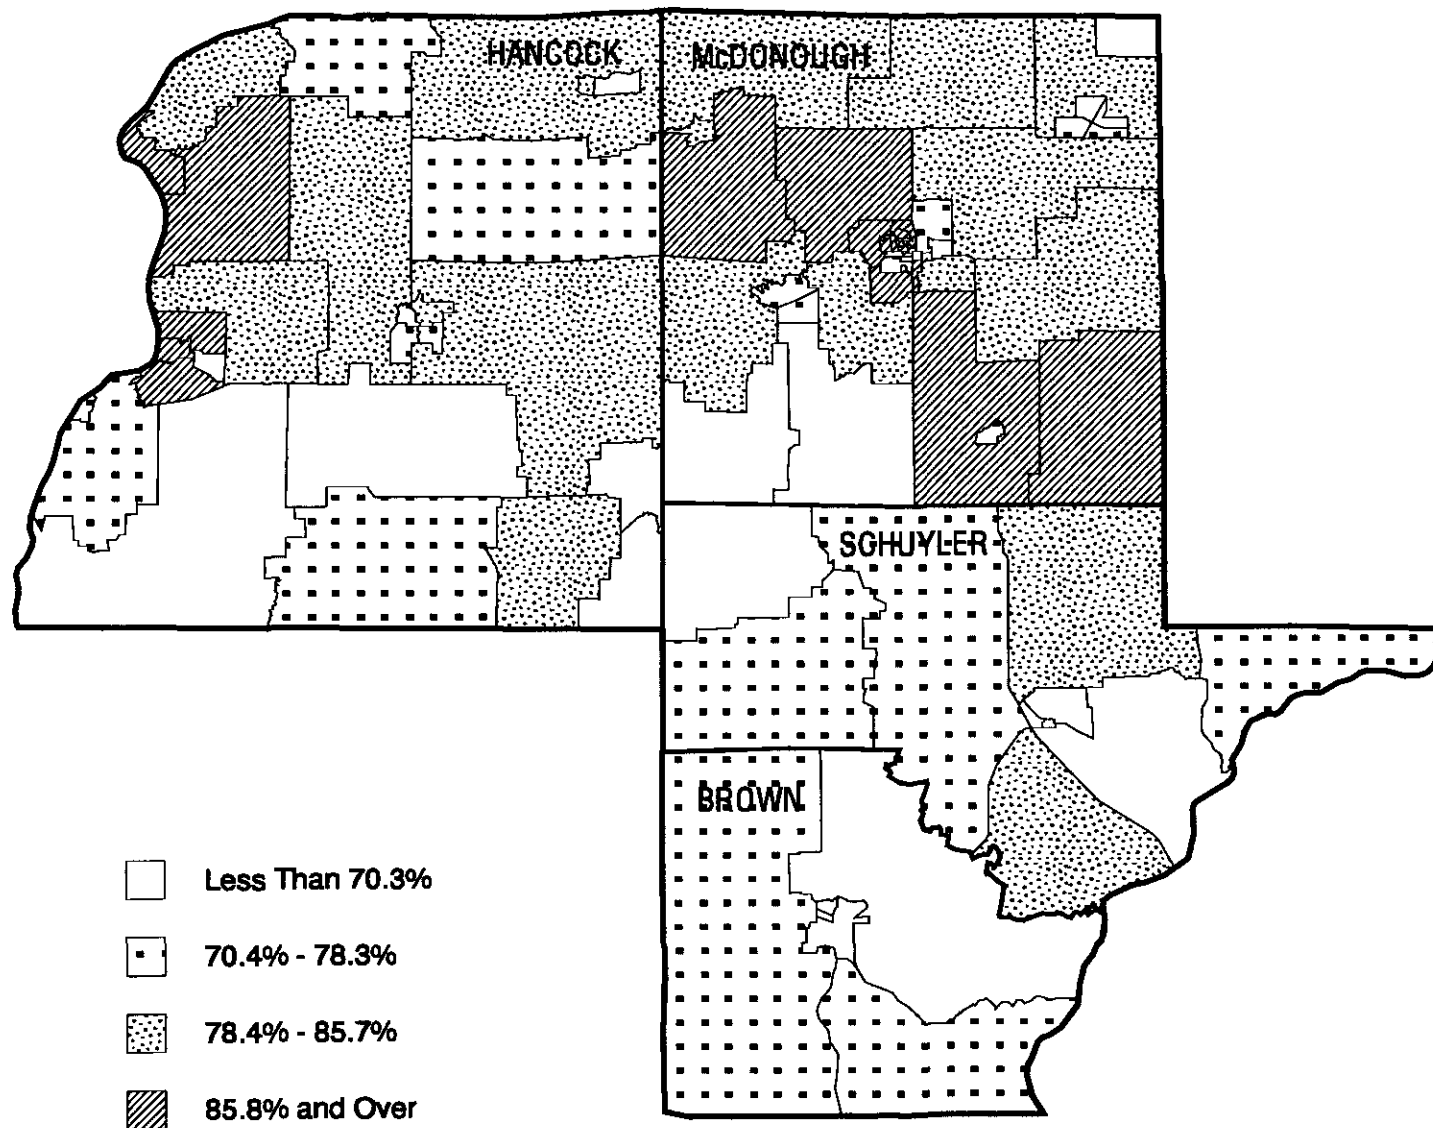 HANCOCK
McDONOUGH
SCHUYLER
BROWN
Less Than 70.3%
70.4% - 78.3%
78.4% - 85.7%
85.8% and Over